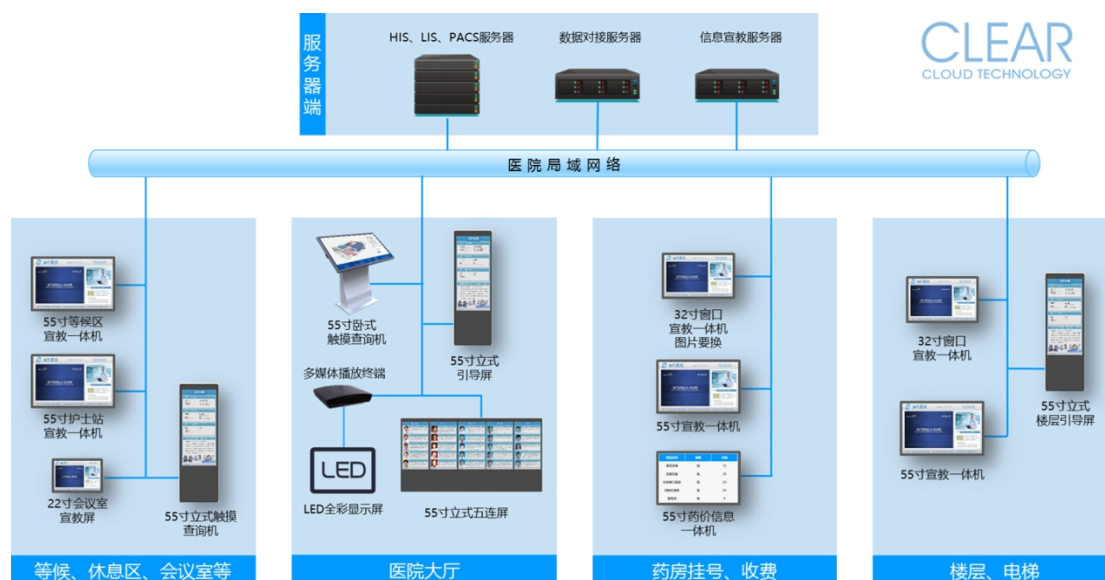 服务器端
HIS、LIS、PACS服务器
数据对接服务器
信息宣教服务器
CLEAR
CLOUD TECHNOLOGY
医院局域网络
55寸等候区
宣教一体机
55寸护士站
宣教一体机
22寸会议室
宣教屏
55寸立式触摸
查询机
等候、休息区、会议室等
55寸卧式
触摸查询机
55寸立式
引导屏
多媒体播放终端
LED
LED全彩显示屏
55寸立式五连屏
医院大厅
32寸窗口
宣教一体机
图片要换
55寸宣教一体机
55寸药价信息
一体机
药房挂号、收费
32寸窗口
宣教一体机
55寸立式
楼层引导屏
55寸宣教一体机
楼层、电梯